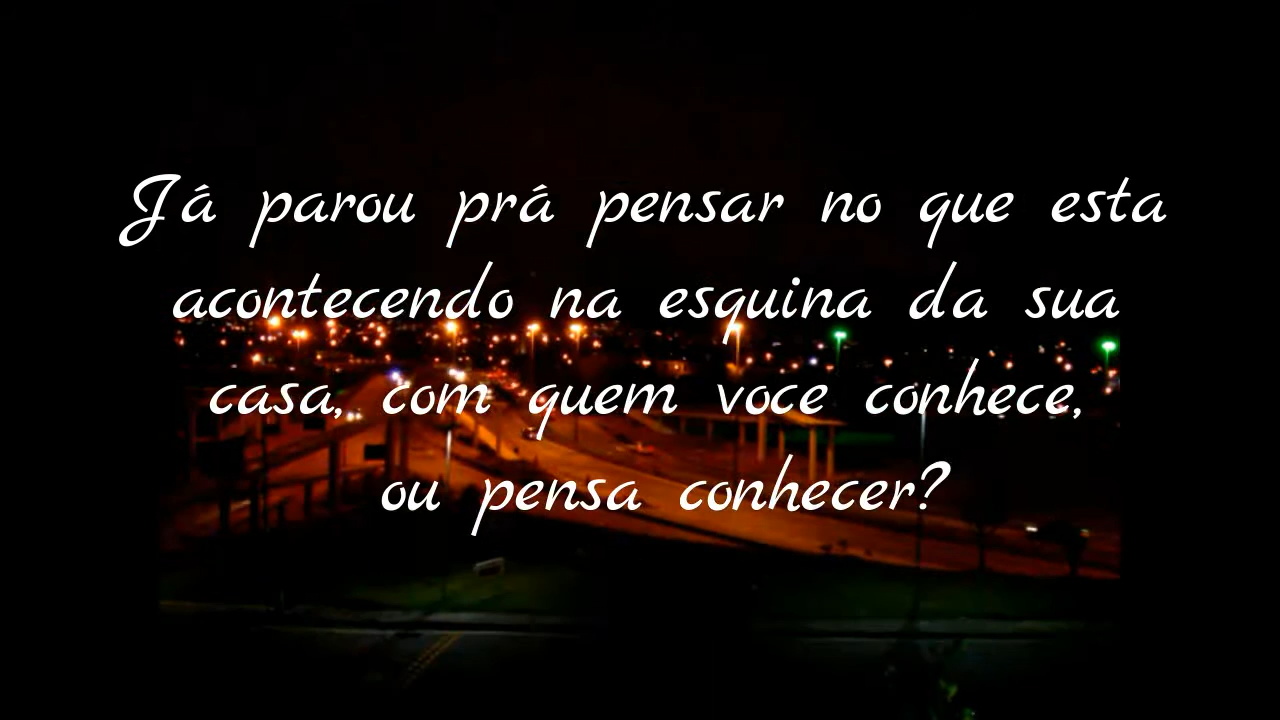 Já parou prá pensar no que esta
acontecendo na esquina da sua
casa, com quem voce conhece,
ou pensa conhecer?